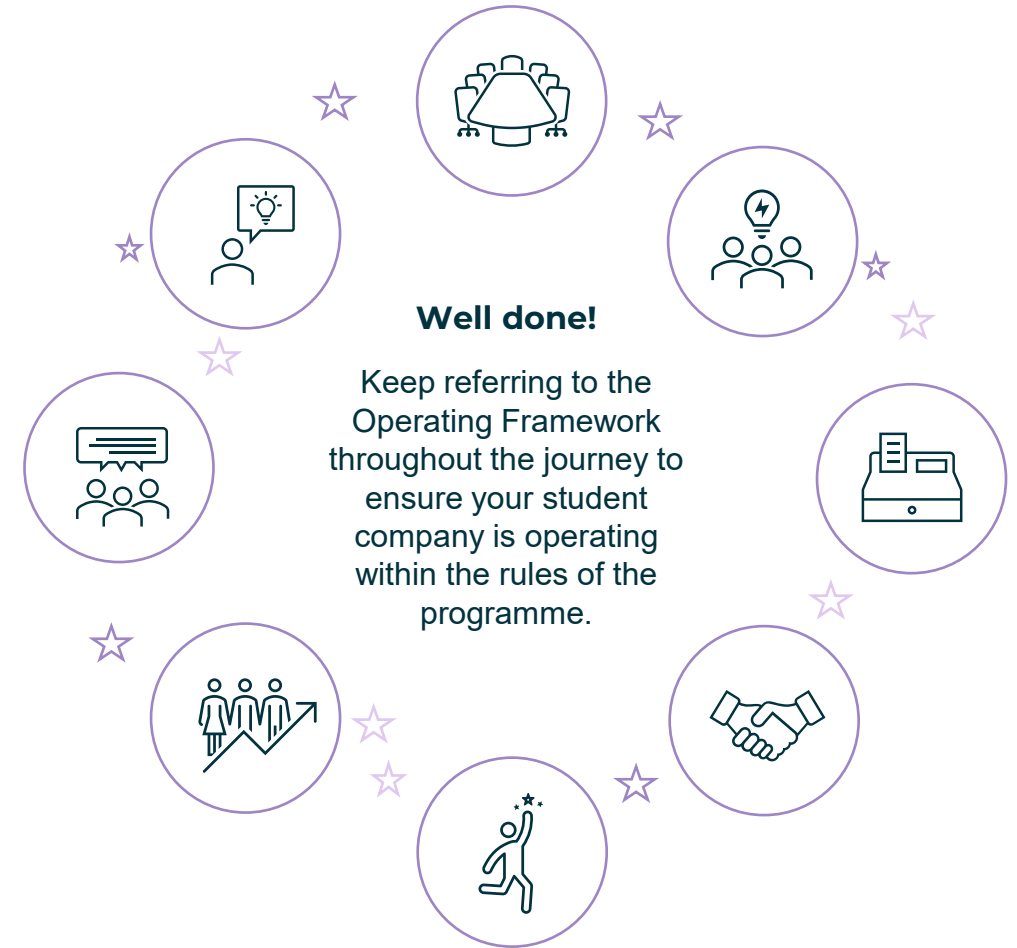 Well done!
Keep referring to the
Operating Framework
throughout the journey to
ensure your student
company is operating
within the rules of the
programme.